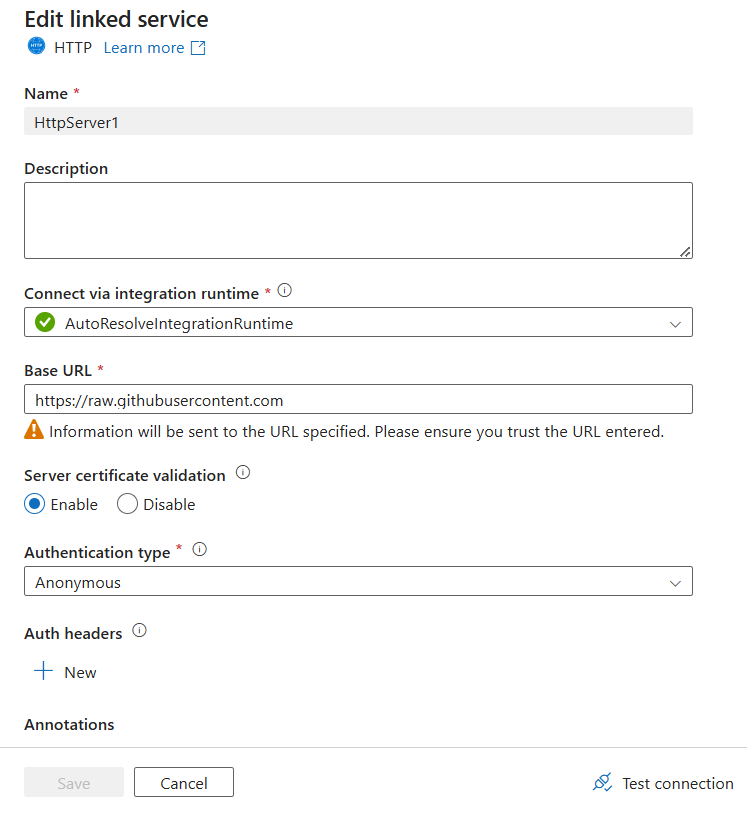 Edit linked service
HTTP Learn more
Name *
HttpServer1
Description
Connect via integration runtime *
AutoResolveIntegrationRuntime
Base URL *
https://raw.githubusercontent.com
Information will be sent to the URL specified. Please ensure you trust the URL entered.
Server certificate validation
Enable Disable
Authentication type *
Anonymous
Auth headers
New
Annotations
Save Cancel Test connection